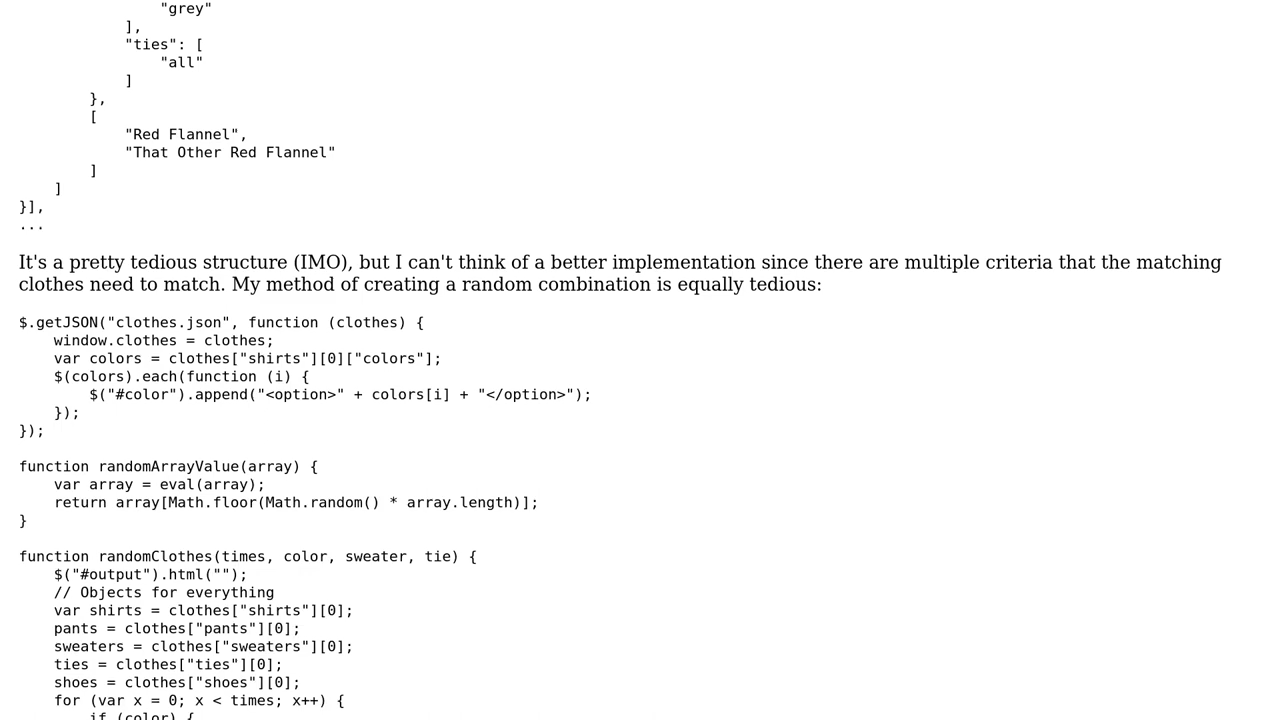 "grey"
            ],
            "ties": [
                "all"
            ]
        },
        [
            "Red Flannel",
            "That Other Red Flannel"
        ]
    ]
}],
...
It's a pretty tedious structure (IMO), but I can't think of a better implementation since there are multiple criteria that the matching
clothes need to match. My method of creating a random combination is equally tedious:
$.getJSON("clothes.json", function (clothes) {
    window.clothes = clothes;
    var colors = clothes["shirts"][0]["colors"];
    $(colors).each(function (i) {
        $("#color").append("<option>" + colors[i] + "</option>");
    });
});
function randomArrayValue(array) {
    var array = eval(array);
    return array[Math.floor(Math.random() * array.length)];
}
function randomClothes(times, color, sweater, tie) {
    $("#output").html("");
    // Objects for everything
    var shirts = clothes["shirts"][0];
    pants = clothes["pants"][0];
    sweaters = clothes["sweaters"][0];
    ties = clothes["ties"][0];
    shoes = clothes["shoes"][0];
    for (var x = 0; x < times; x++) {
        if (color) {